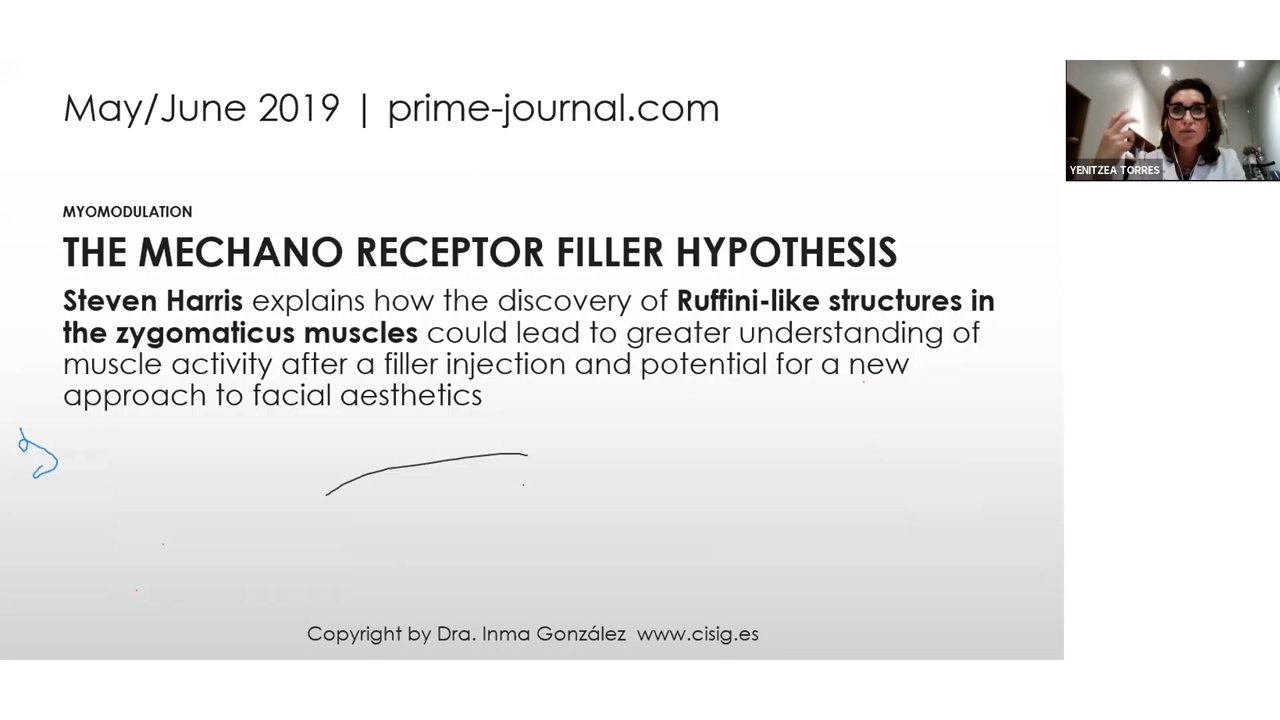 May/June 2019 | prime-journal.com
YENITZEA TORRES
MYOMODULATION
THE MECHANO RECEPTOR FILLER HYPOTHESIS
Steven Harris explains how the discovery of Ruffini-like structures in
the zygomaticus muscles could lead to greater understanding of
muscle activity after a filler injection and potential for a new
approach to facial aesthetics
Copyright by Dra. Inma González www.cisig.es